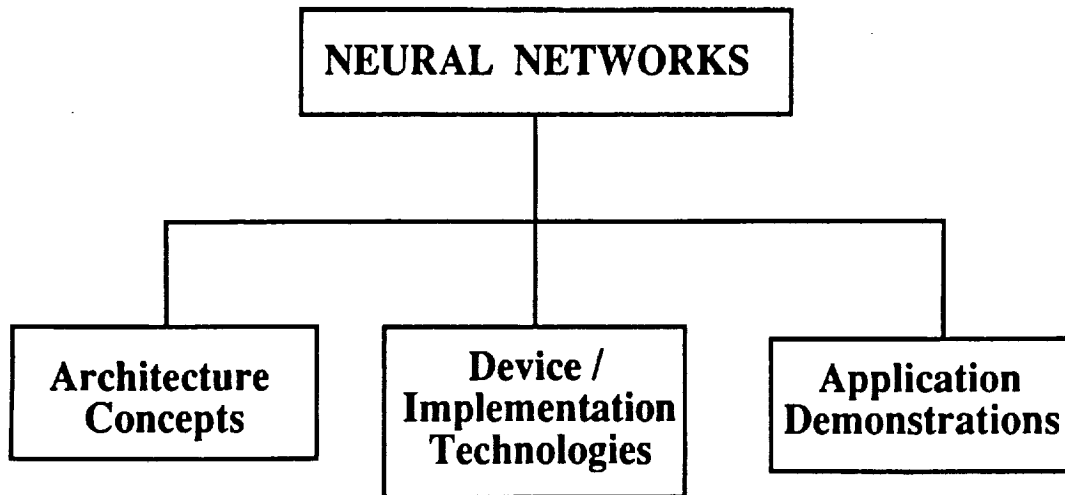 NEURAL NETWORKS
Architecture
Concepts
Device /
Implementation
Technologies
Application
Demonstrations